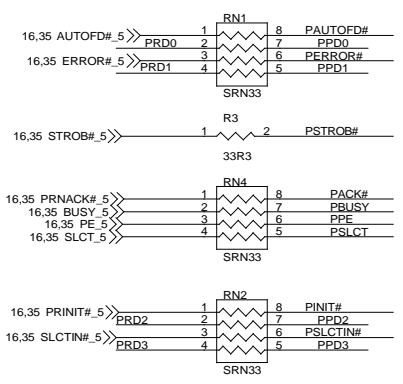 RN1
16,35 AUTOFD#_5 1 8 PAUTOFD#
PRD0 2 7 PPD0
16,35 ERROR#_5 3 6 PERROR#
PRD1 4 5 PPD1
SRN33
R3
16,35 STROB#_5 1 2 PSTROB#
33R3
RN4
16,35 PRNACK#_5 1 8 PACK#
16,35 BUSY_5 2 7 PBUSY
16,35 PE_5 3 6 PPE
16,35 SLCT_5 4 5 PSLCT
SRN33
RN2
16,35 PRINIT#_5 1 8 PINIT#
PRD2 2 7 PPD2
16,35 SLCTIN#_5 3 6 PSLCTIN#
PRD3 4 5 PPD3
SRN33